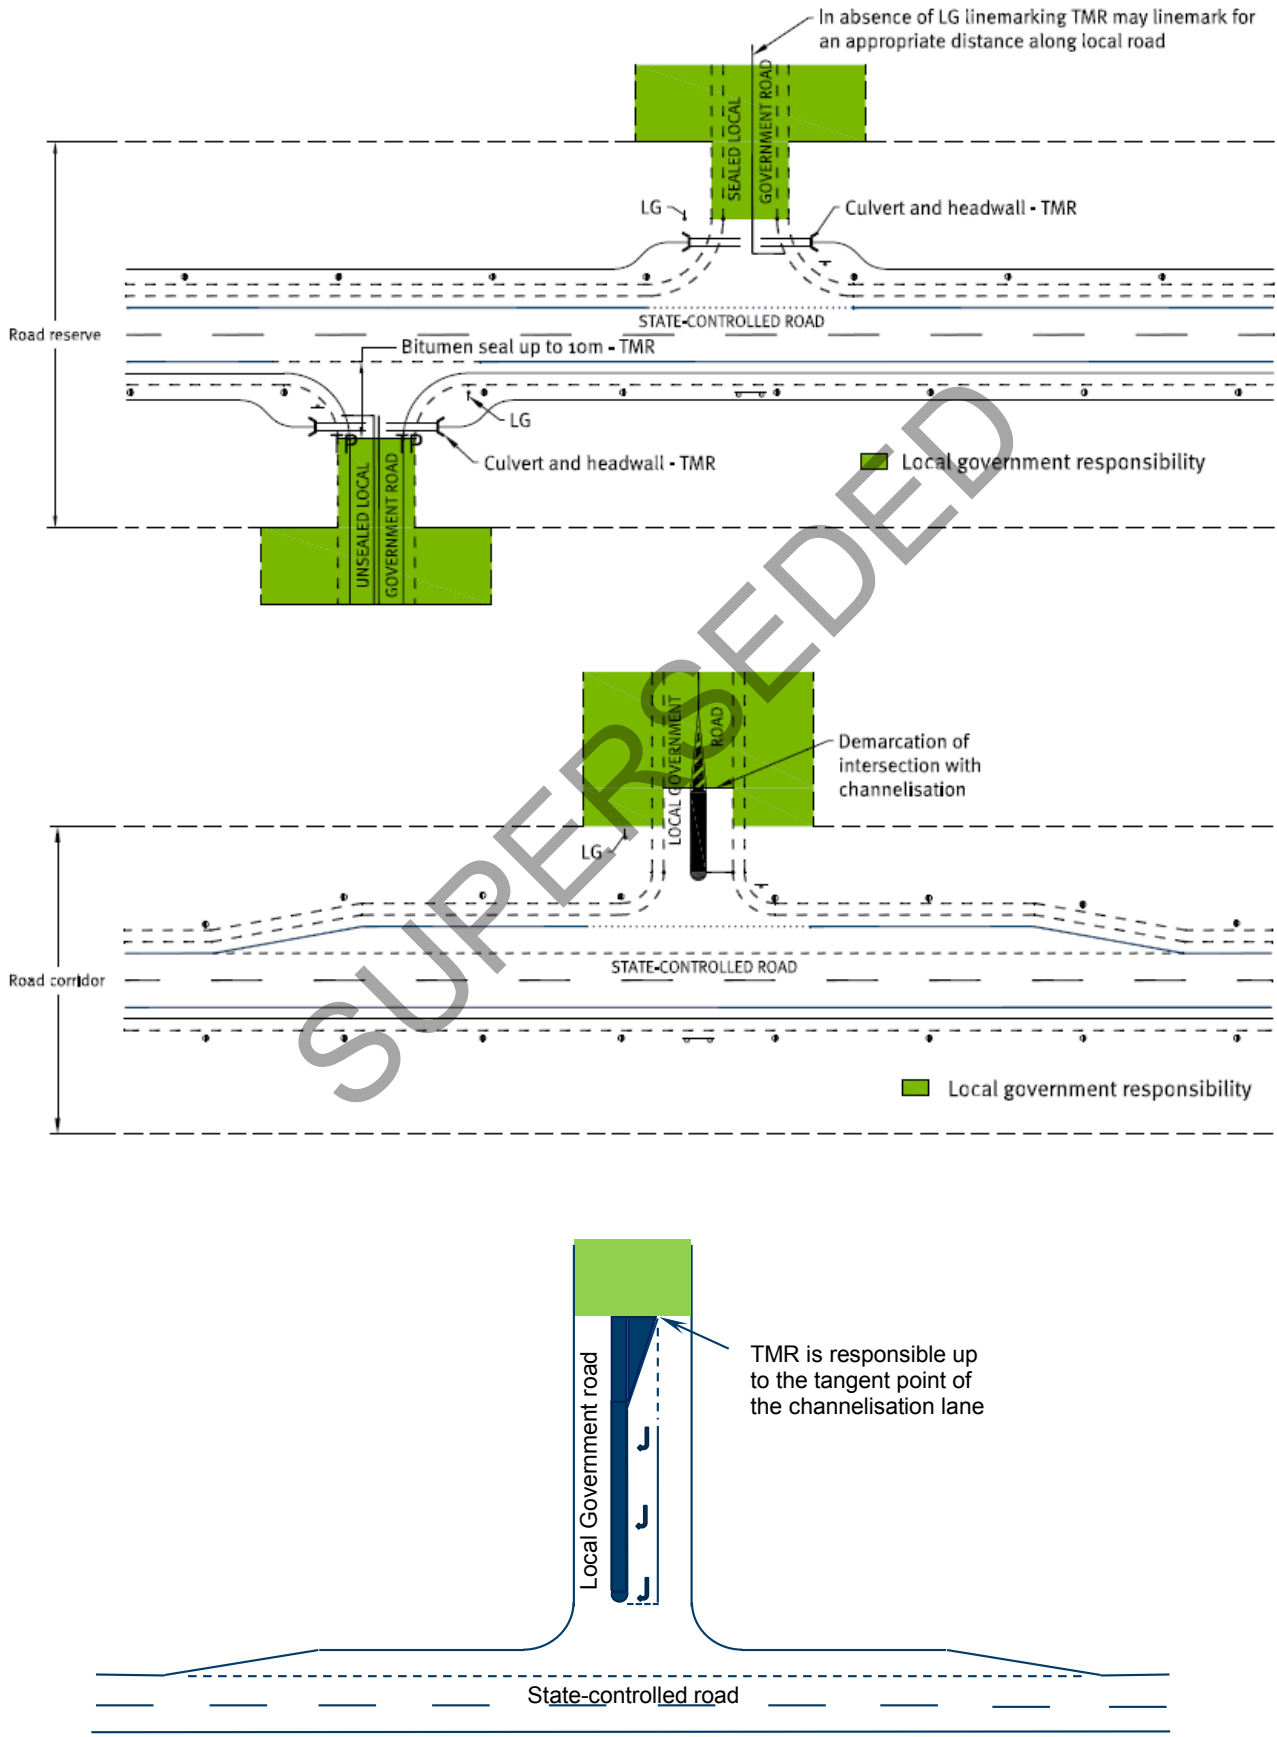 In absence of LG linemarking TMR may linemark for
an appropriate distance along local road
SEALED LOCAL
GOVERNMENT ROAD
LG
Culvert and headwall - TMR
STATE-CONTROLLED ROAD
Road reserve
Bitumen seal up to 10m - TMR
LG
TP
TP
Culvert and headwall - TMR
Local government responsibility
UNSEALED LOCAL
GOVERNMENT ROAD
SUPERSEDED
LOCAL GOVERNMENT
ROAD
Demarcation of
intersection with
channelisation
LG
STATE-CONTROLLED ROAD
Road corridor
Local government responsibility
TMR is responsible up
to the tangent point of
the channelisation lane
Local Government road
State-controlled road